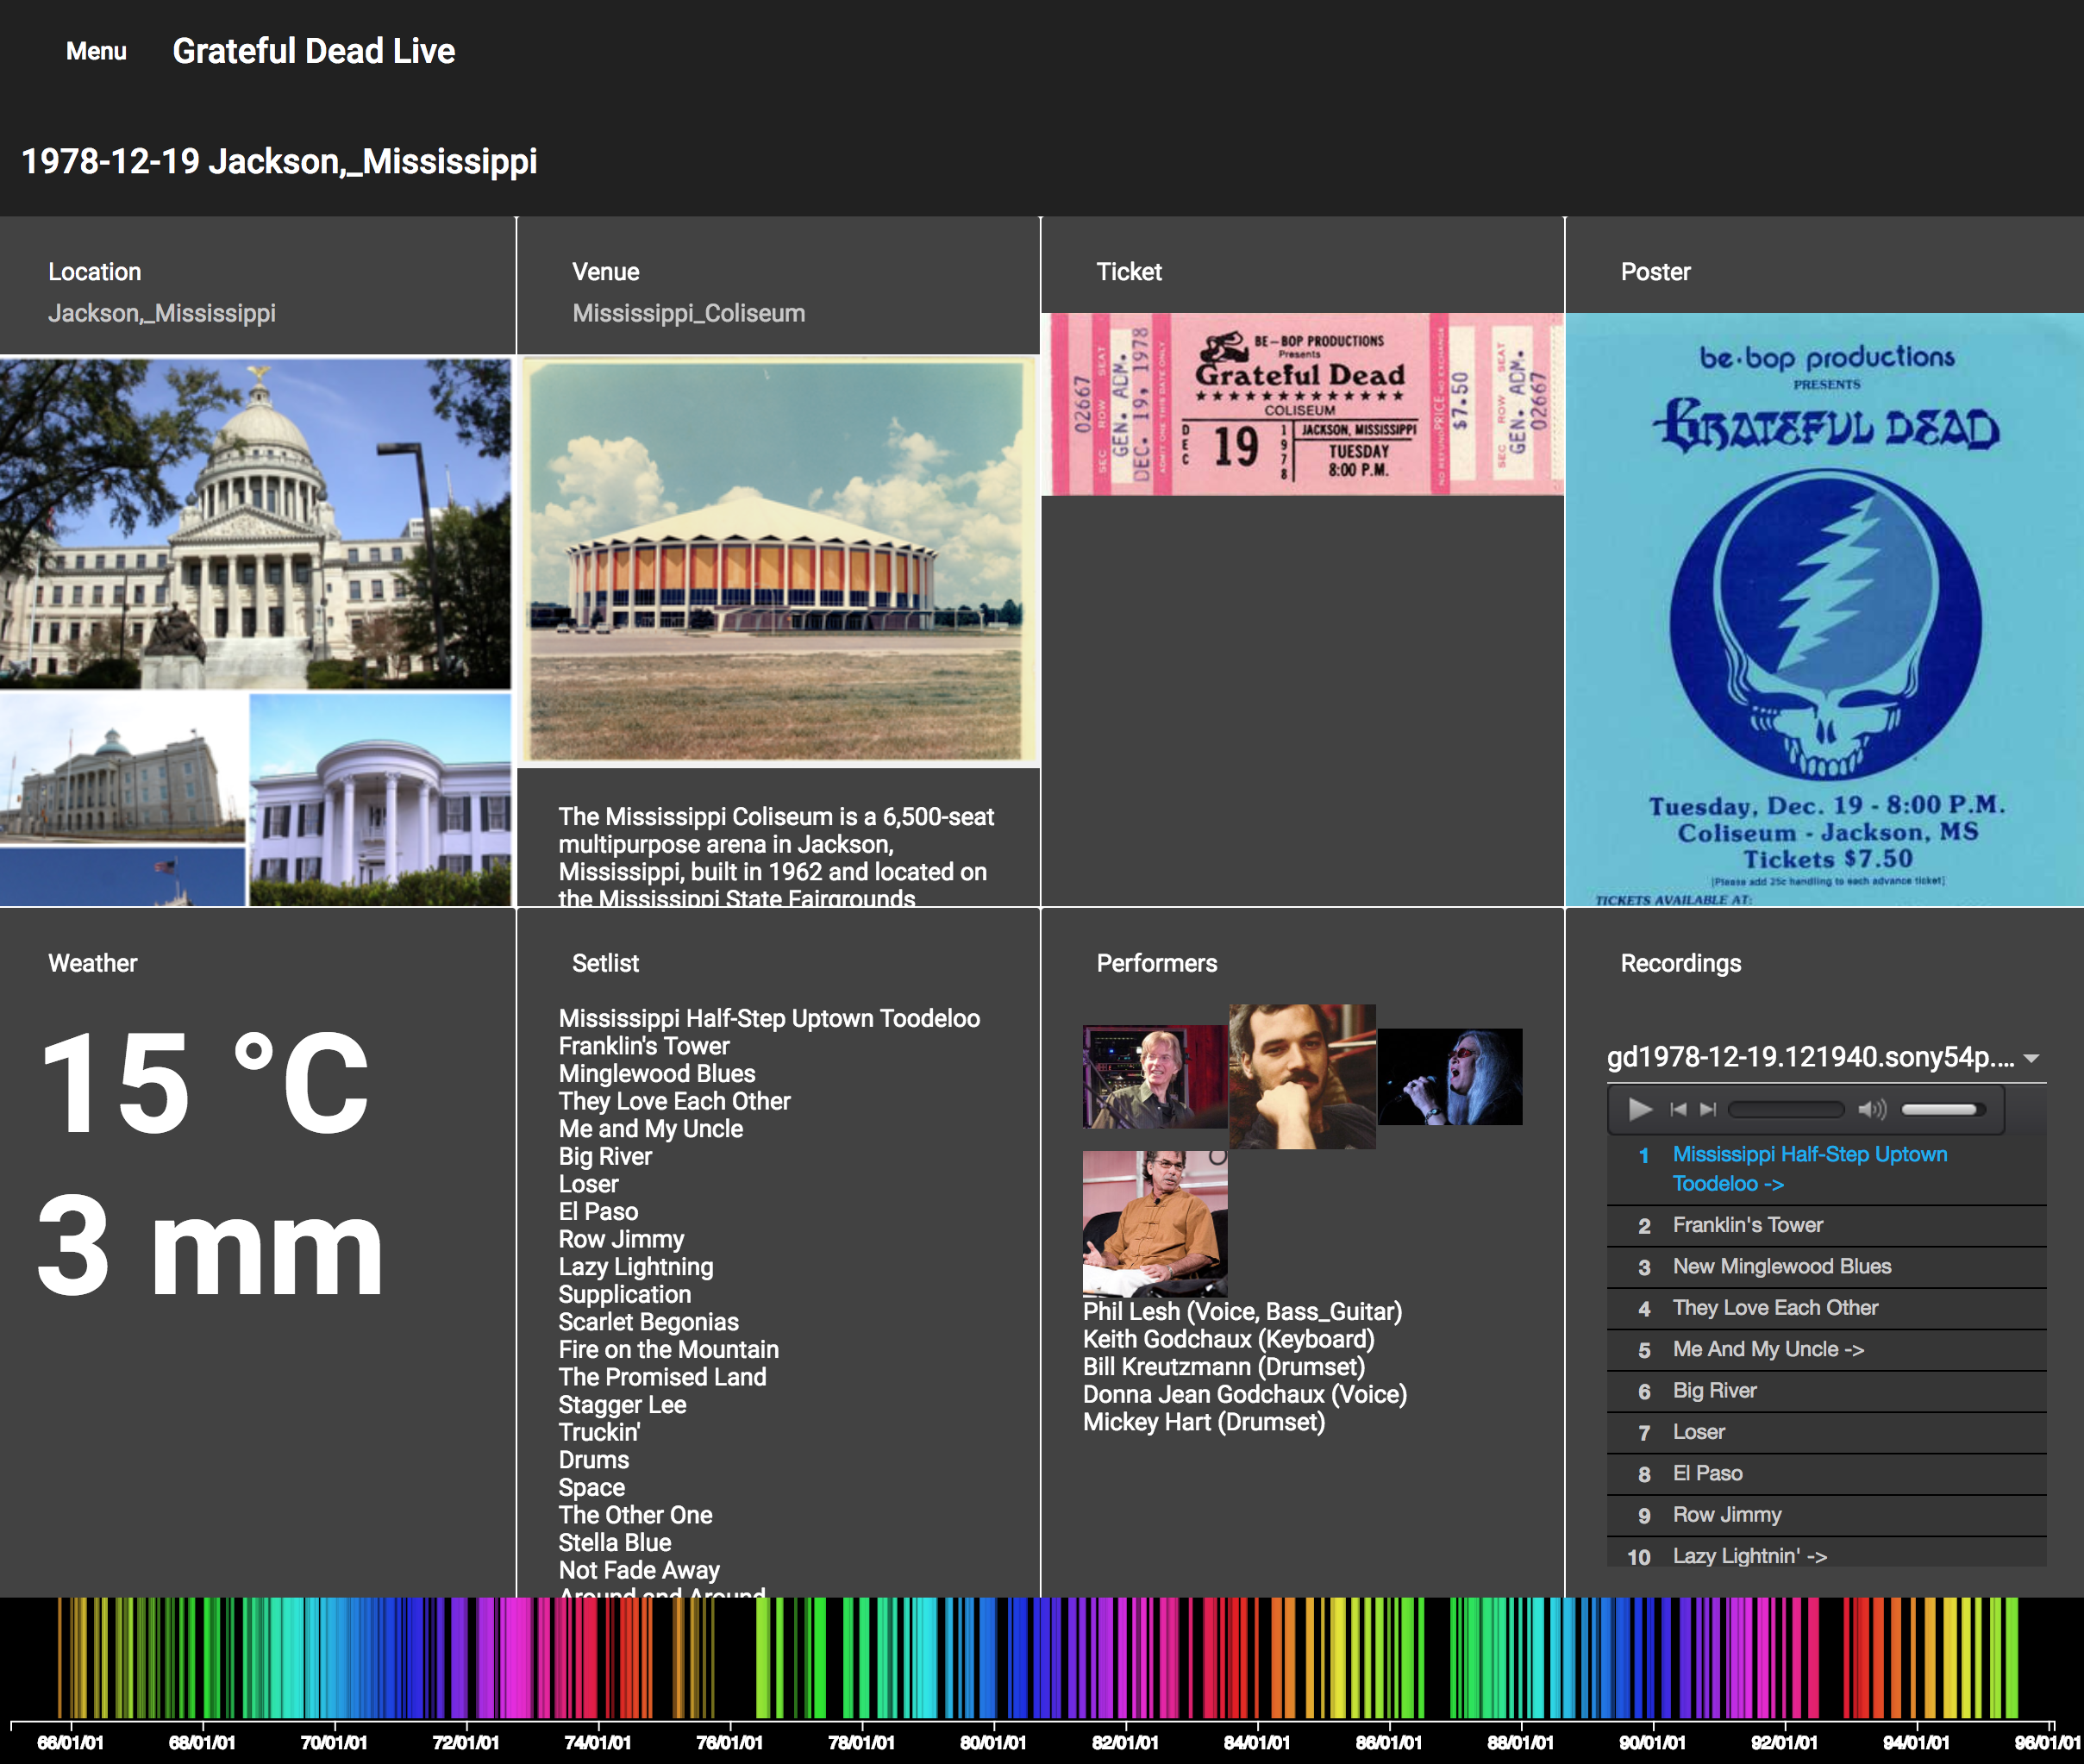 Menu Grateful Dead Live
1978-12-19 Jackson,_Mississippi
Location
Jackson,_Mississippi
Venue
Mississippi_Coliseum
The Mississippi Coliseum is a 6,500-seat
multipurpose arena in Jackson,
Mississippi, built in 1962 and located on
the Mississippi State Fairgrounds
Ticket
02667
SEC ROW SEAT
GEN. ADM.
DEC. 19, 1978
ADMIT ONE THIS DATE ONLY
BE-BOP PRODUCTIONS
Presents
Grateful Dead
COLISEUM
DEC 19 1978
JACKSON, MISSISSIPPI
TUESDAY
8:00 P.M.
NO REFUND PRICE NO EXCHANGE
$7.50
SEC ROW SEAT
GEN. ADM.
02667
Poster
be·bop productions
PRESENTS
GRATEFUL DEAD
Tuesday, Dec. 19 - 8:00 P.M.
Coliseum - Jackson, MS
Tickets $7.50
[Please add 25c handling to each advance ticket]
TICKETS AVAILABLE AT:
Weather
15 °C
3 mm
Setlist
Mississippi Half-Step Uptown Toodeloo
Franklin's Tower
Minglewood Blues
They Love Each Other
Me and My Uncle
Big River
Loser
El Paso
Row Jimmy
Lazy Lightning
Supplication
Scarlet Begonias
Fire on the Mountain
The Promised Land
Stagger Lee
Truckin'
Drums
Space
The Other One
Stella Blue
Not Fade Away
Around and Around
Performers
Phil Lesh (Voice, Bass_Guitar)
Keith Godchaux (Keyboard)
Bill Kreutzmann (Drumset)
Donna Jean Godchaux (Voice)
Mickey Hart (Drumset)
Recordings
gd1978-12-19.121940.sony54p....
1 Mississippi Half-Step Uptown
Toodeloo ->
2 Franklin's Tower
3 New Minglewood Blues
4 They Love Each Other
5 Me And My Uncle ->
6 Big River
7 Loser
8 El Paso
9 Row Jimmy
10 Lazy Lightnin' ->
66/01/01 68/01/01 70/01/01 72/01/01 74/01/01 76/01/01 78/01/01 80/01/01 82/01/01 84/01/01 86/01/01 88/01/01 90/01/01 92/01/01 94/01/01 96/01/01